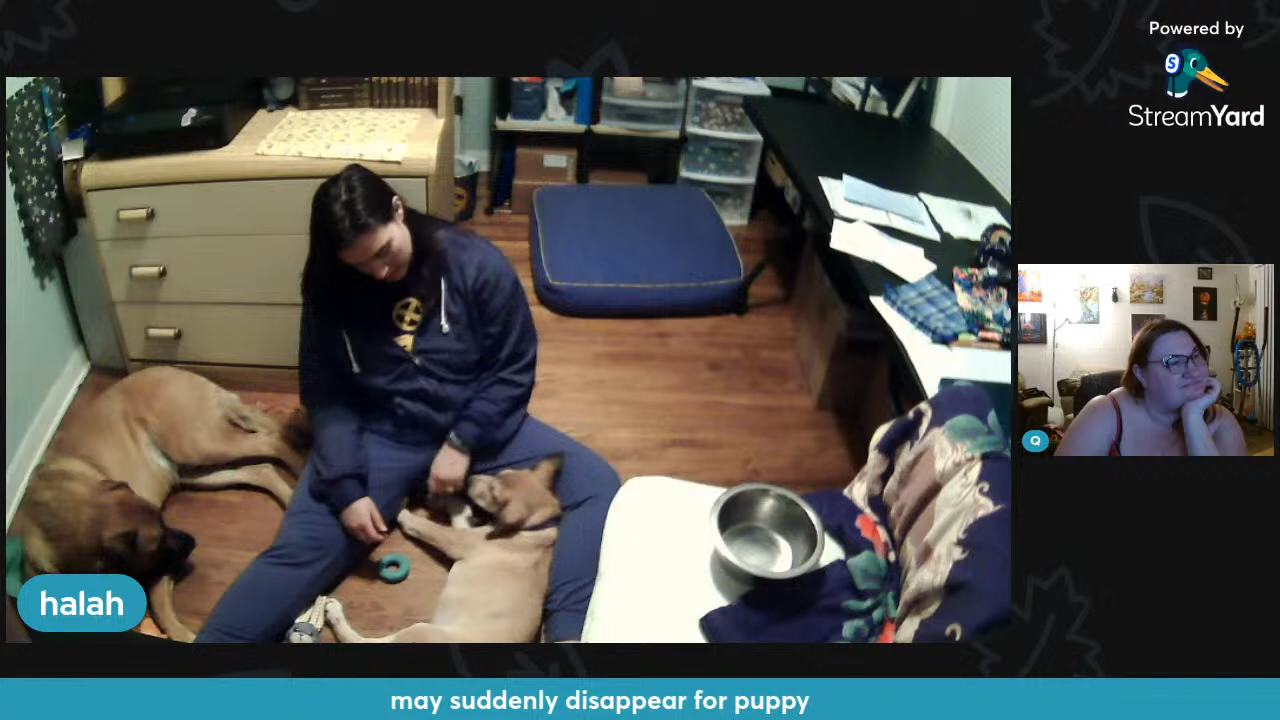 Powered by
S
StreamYard
Q
halah
may suddenly disappear for puppy